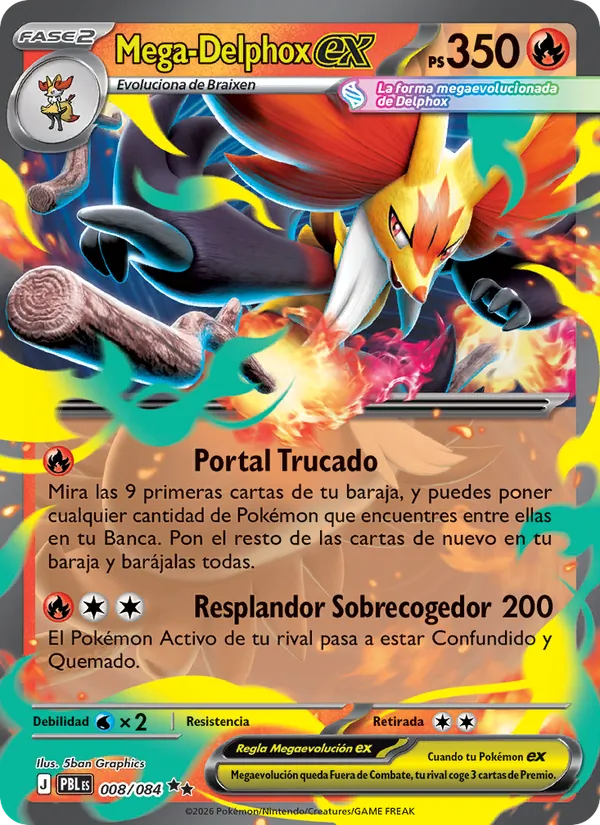 FASE 2
Mega-Delphox ex
PS 350
Evoluciona de Braixen
La forma megaevolucionada
de Delphox
Portal Trucado
Mira las 9 primeras cartas de tu baraja, y puedes poner
cualquier cantidad de Pokémon que encuentres entre ellas
en tu Banca. Pon el resto de las cartas de nuevo en tu
baraja y barájalas todas.
Resplandor Sobrecogedor 200
El Pokémon Activo de tu rival pasa a estar Confundido y
Quemado.
Debilidad ×2 Resistencia Retirada
Ilus. 5ban Graphics
Regla Megaevolución ex
Cuando tu Pokémon ex
Megaevolución queda Fuera de Combate, tu rival coge 3 cartas de Premio.
J PBL ES 008/084 ★★
©2026 Pokémon/Nintendo/Creatures/GAME FREAK